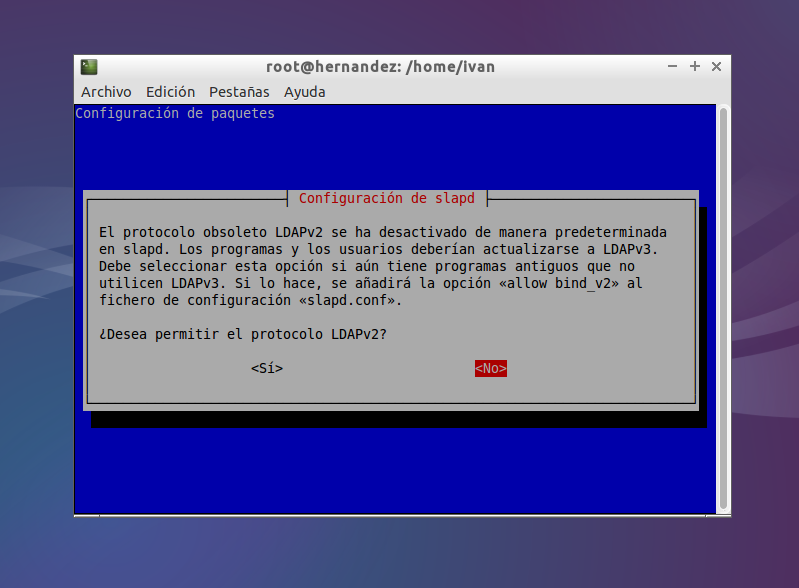 root@hernandez: /home/ivan
Archivo Edición Pestañas Ayuda
Configuración de paquetes
Configuración de slapd
El protocolo obsoleto LDAPv2 se ha desactivado de manera predeterminada
en slapd. Los programas y los usuarios deberían actualizarse a LDAPv3.
Debe seleccionar esta opción si aún tiene programas antiguos que no
utilicen LDAPv3. Si lo hace, se añadirá la opción «allow bind_v2» al
fichero de configuración «slapd.conf».
¿Desea permitir el protocolo LDAPv2?
<Sí> <No>